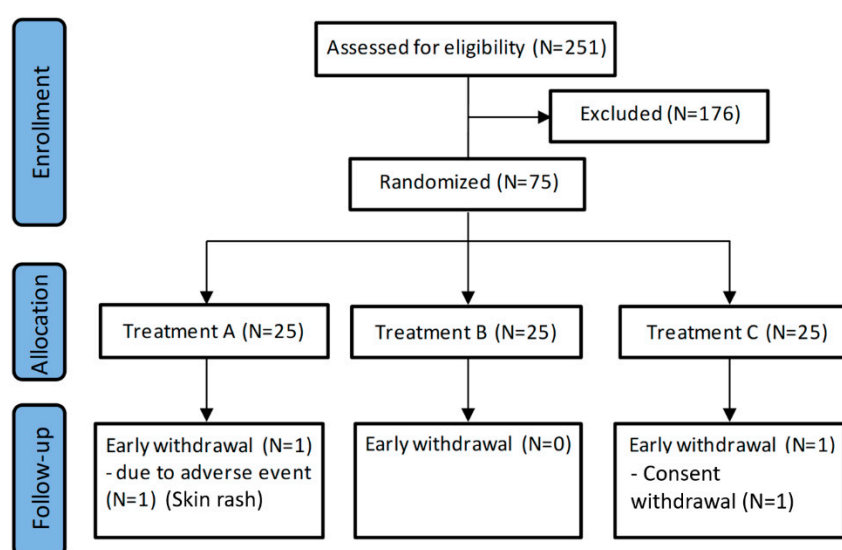 Enrollment
Assessed for eligibility (N=251)
Excluded (N=176)
Randomized (N=75)
Allocation
Treatment A (N=25)
Treatment B (N=25)
Treatment C (N=25)
Follow-up
Early withdrawal (N=1)
- due to adverse event
(N=1) (Skin rash)
Early withdrawal (N=0)
Early withdrawal (N=1)
- Consent
withdrawal (N=1)